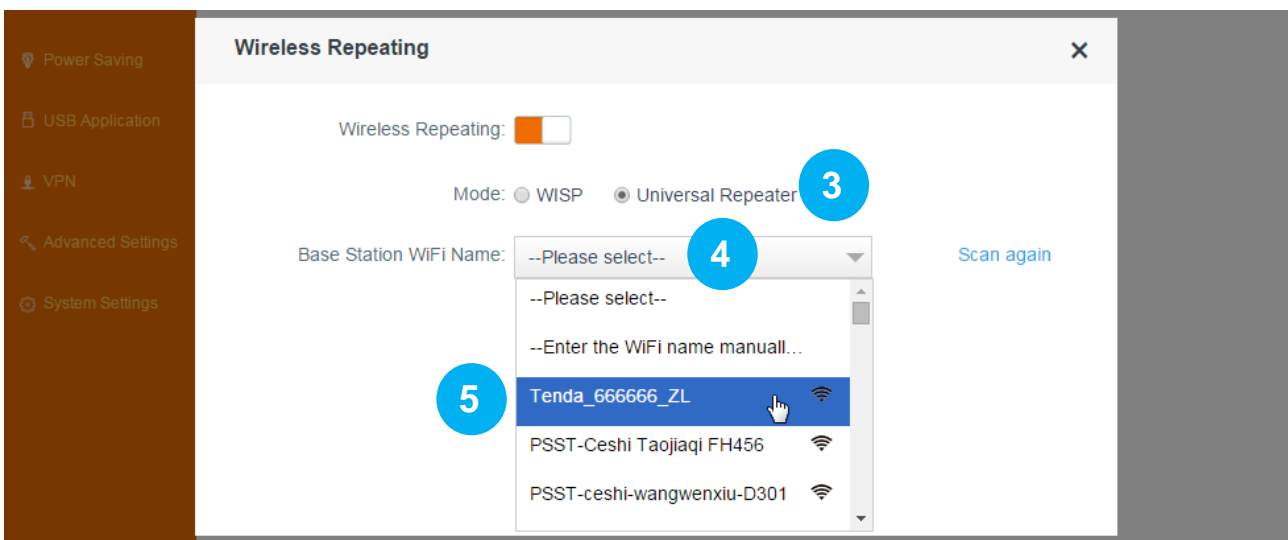 Wireless Repeating
Power Saving
USB Application
VPN
Advanced Settings
System Settings
Wireless Repeating:
Mode: WISP Universal Repeater 3
Base Station WiFi Name: --Please select-- 4 Scan again
--Please select--
--Enter the WiFi name manuall...
5 Tenda_666666_ZL
PSST-Ceshi Taojiaqi FH456
PSST-ceshi-wangwenxiu-D301